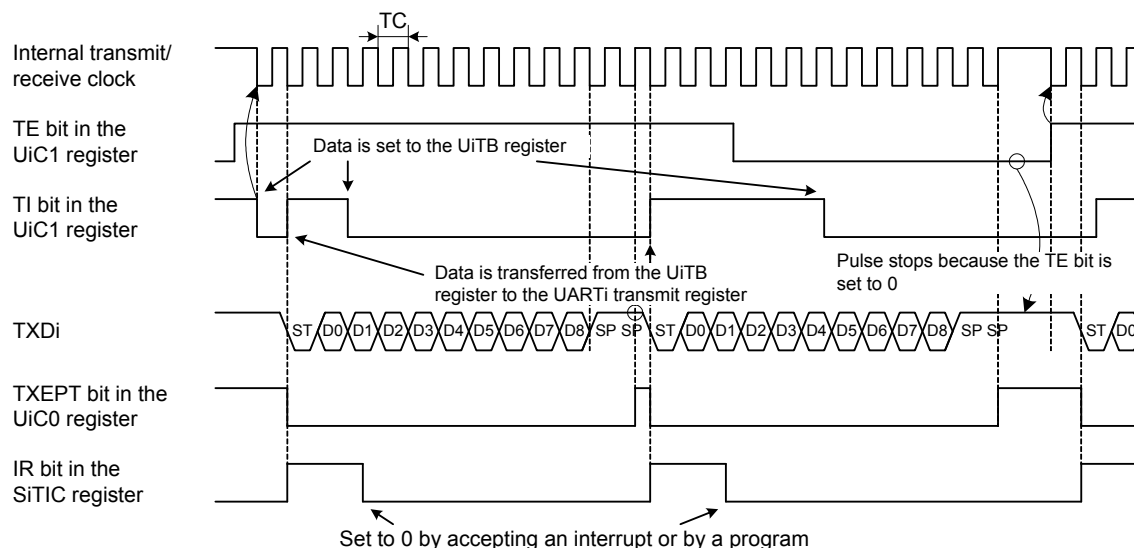 TC
Internal transmit/
receive clock
TE bit in the
UiC1 register
Data is set to the UiTB register
TI bit in the
UiC1 register
Data is transferred from the UiTB
register to the UARTi transmit register
Pulse stops because the TE bit is
set to 0
TXDi
ST D0 D1 D2 D3 D4 D5 D6 D7 D8 SP SP ST D0 D1 D2 D3 D4 D5 D6 D7 D8 SP SP ST D0
TXEPT bit in the
UiC0 register
IR bit in the
SiTIC register
Set to 0 by accepting an interrupt or by a program